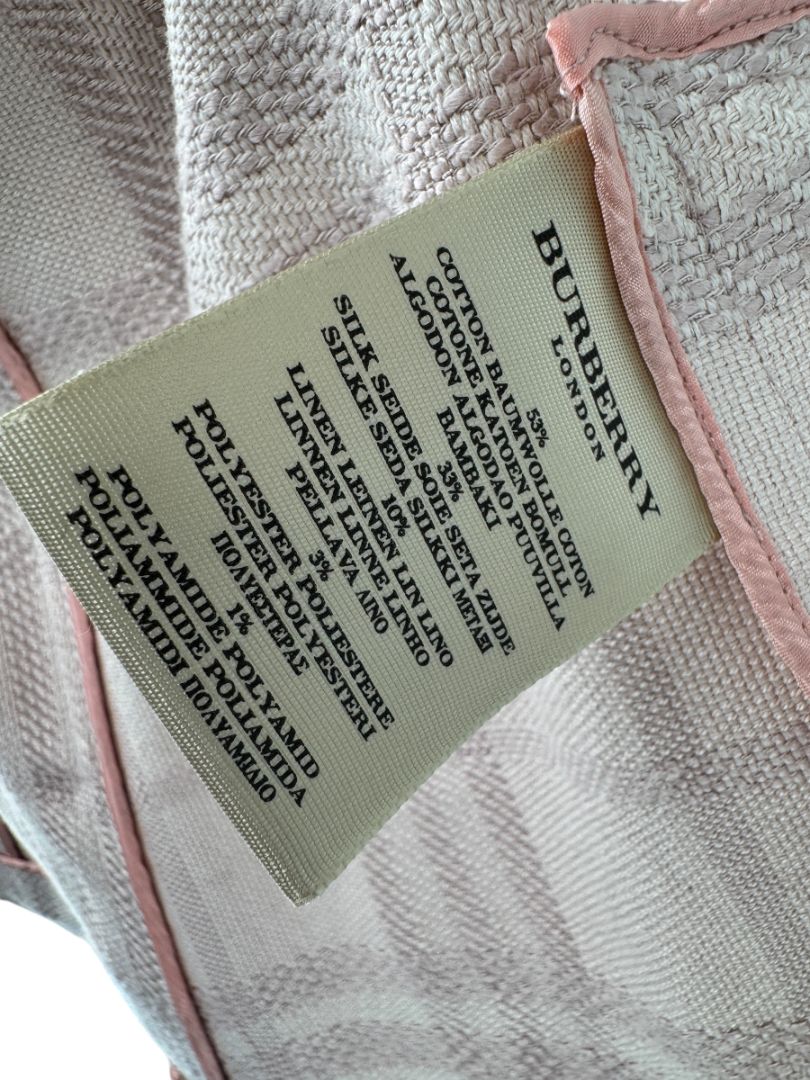 BURBERRY
LONDON
53%
COTTON BAUMWOLLE COTON
COTONE KATOEN BOMULL
ALGODON ALGODAO PUUVILLA
BAMBAKI
33%
SILK SEIDE SOIE SETA ZIJDE
SILKE SEDA SILKKI ΜΕΤΑΞΙ
10%
LINEN LEINEN LIN LINO
LINNEN LINNE LINHO
PELLAVA ΛΙΝΟ
3%
POLYESTER POLIESTERE
POLIESTER POLYESTERI
ΠΟΛΥΕΣΤΕΡΑΣ
1%
POLYAMIDE POLYAMID
POLIAMMIDE POLIAMIDA
POLYAMIDI ΠΟΛΥΑΜΙΔΙΟ